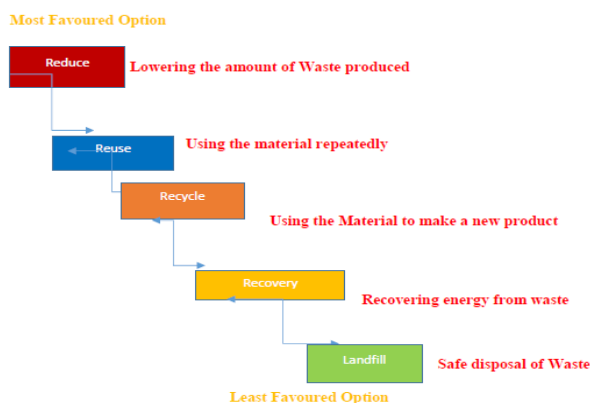 Most Favoured Option
Reduce
Lowering the amount of Waste produced
Reuse
Using the material repeatedly
Recycle
Using the Material to make a new product
Recovery
Recovering energy from waste
Landfill
Safe disposal of Waste
Least Favoured Option